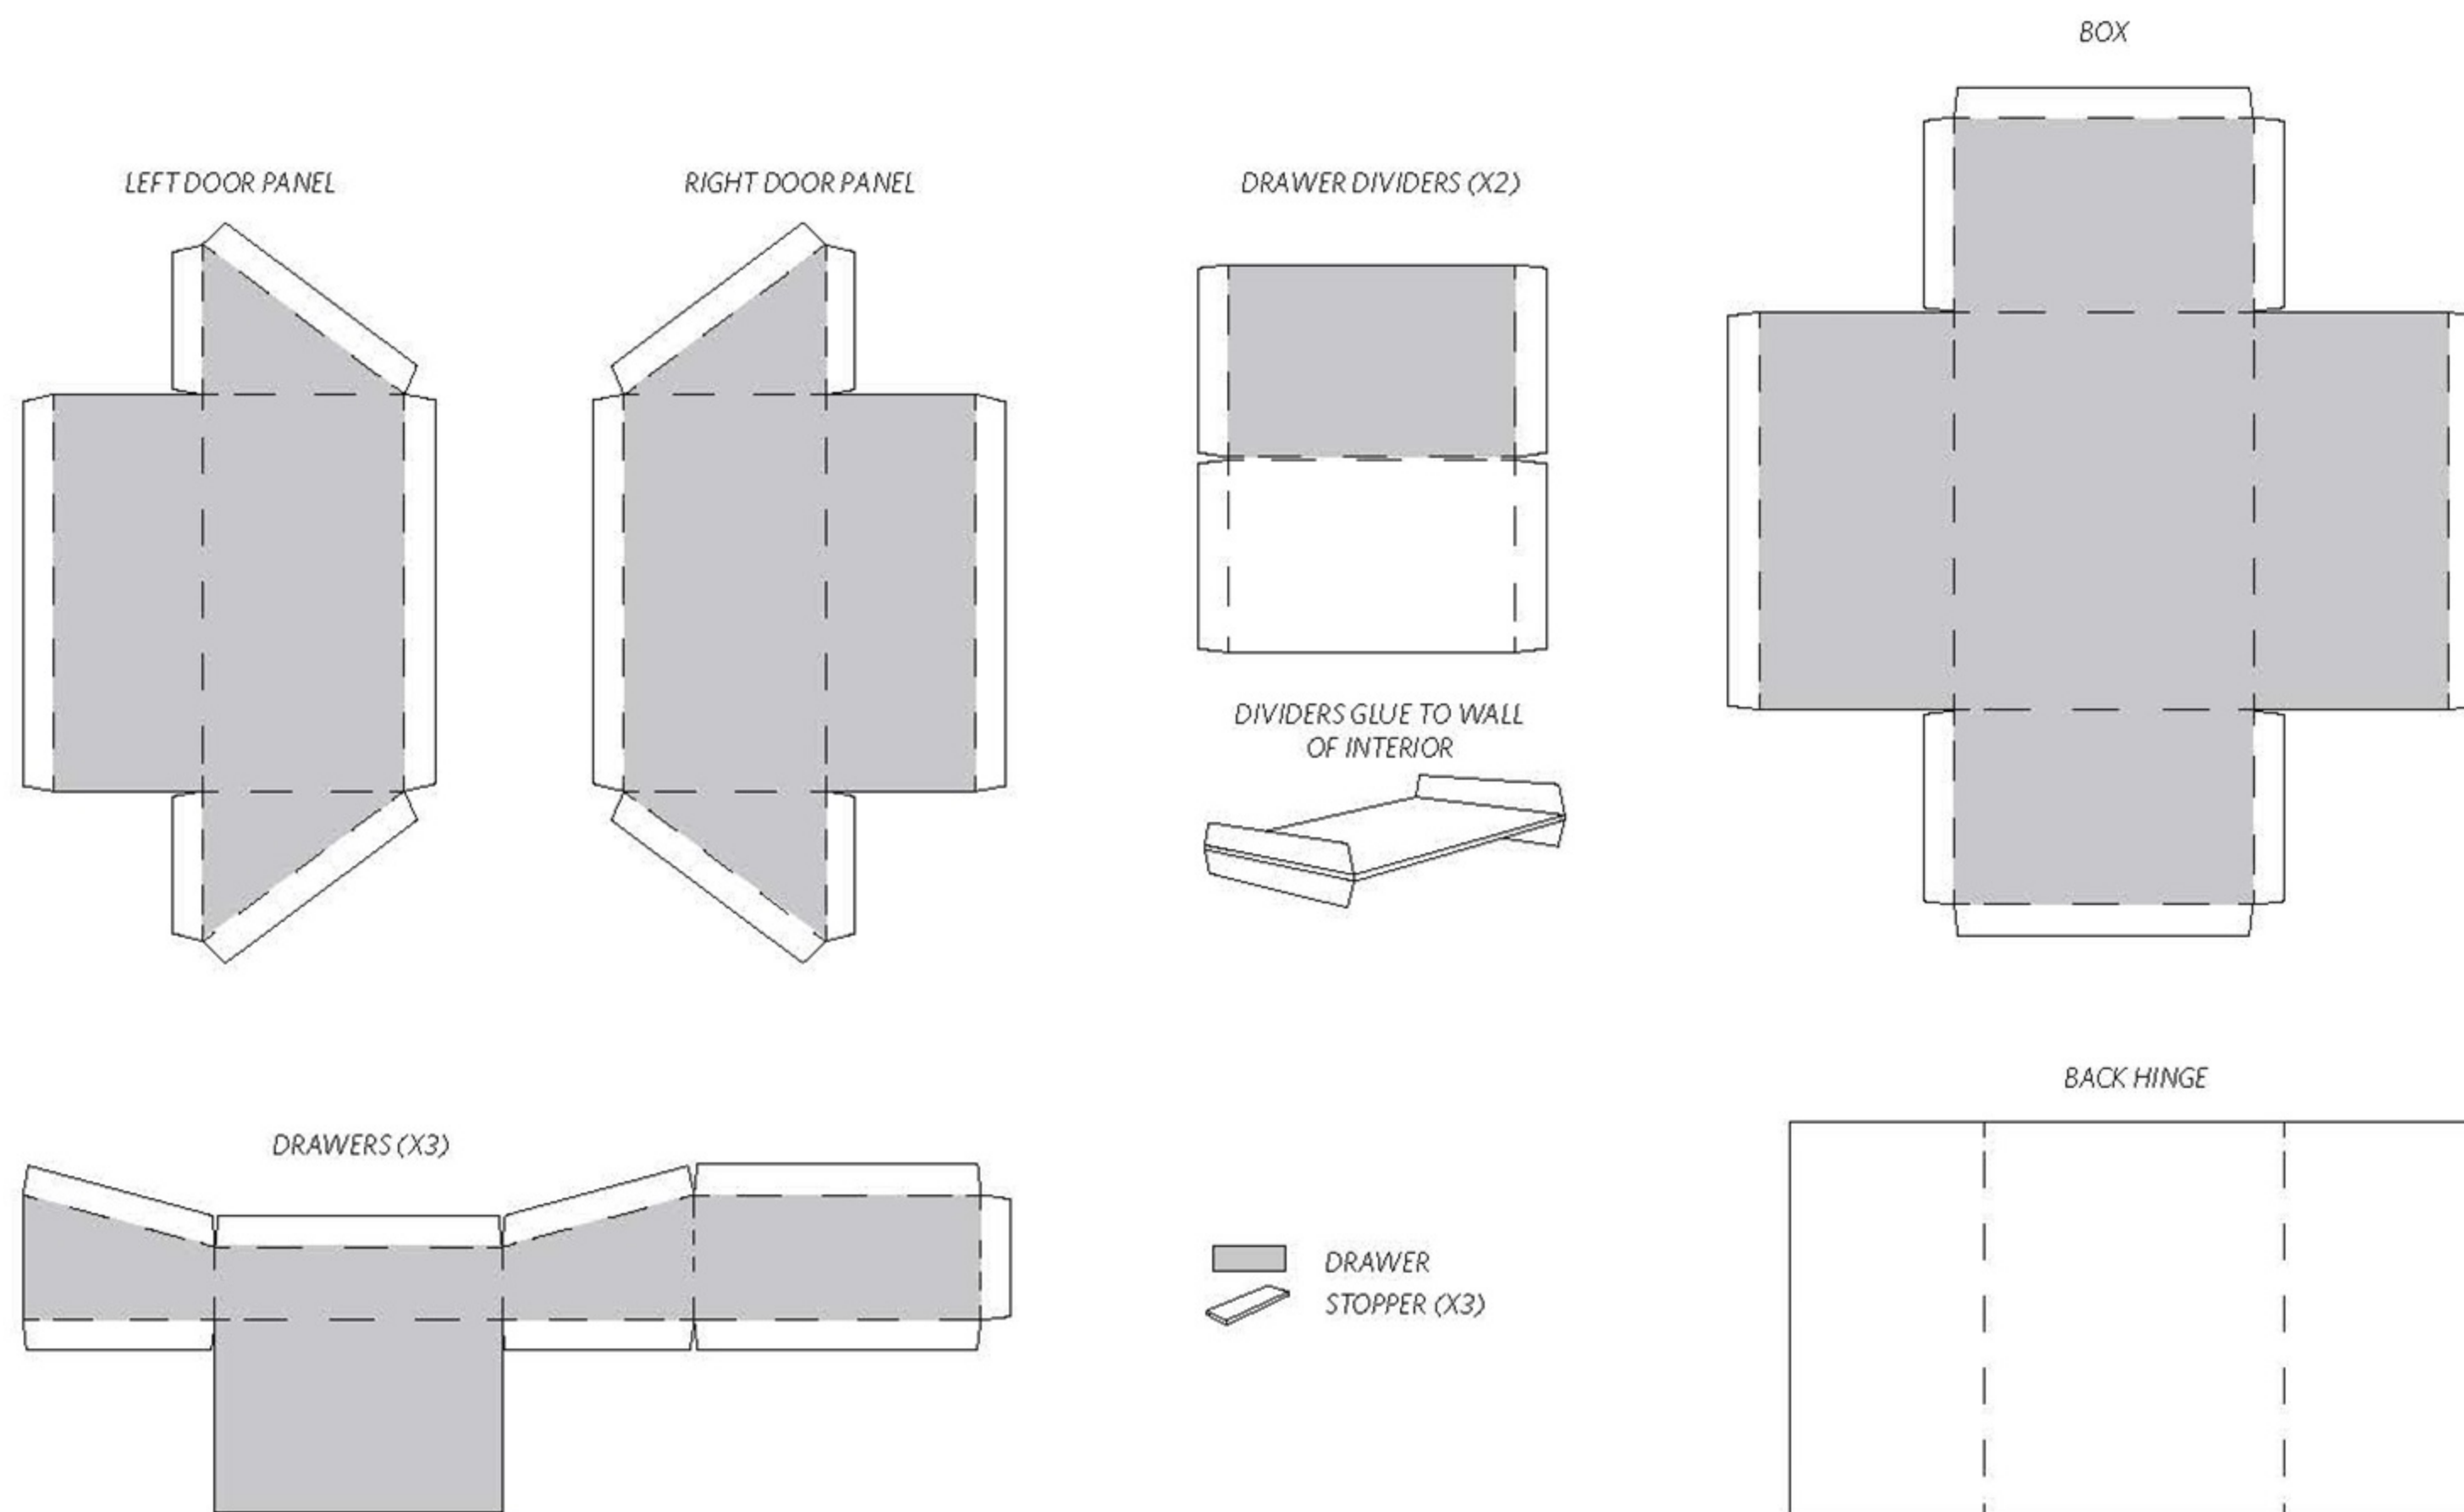 BOX
LEFT DOOR PANEL
RIGHT DOOR PANEL
DRAWER DIVIDERS (X2)
DIVIDERS GLUE TO WALL
OF INTERIOR
BACK HINGE
DRAWERS (X3)
DRAWER
STOPPER (X3)